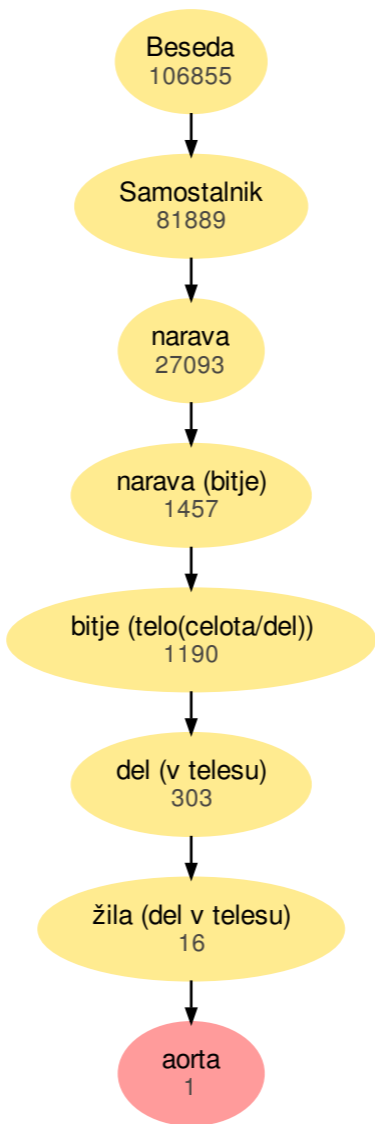 Beseda
106855
Samostalnik
81889
narava
27093
narava (bitje)
1457
bitje (telo(celota/del))
1190
del (v telesu)
303
žila (del v telesu)
16
aorta
1